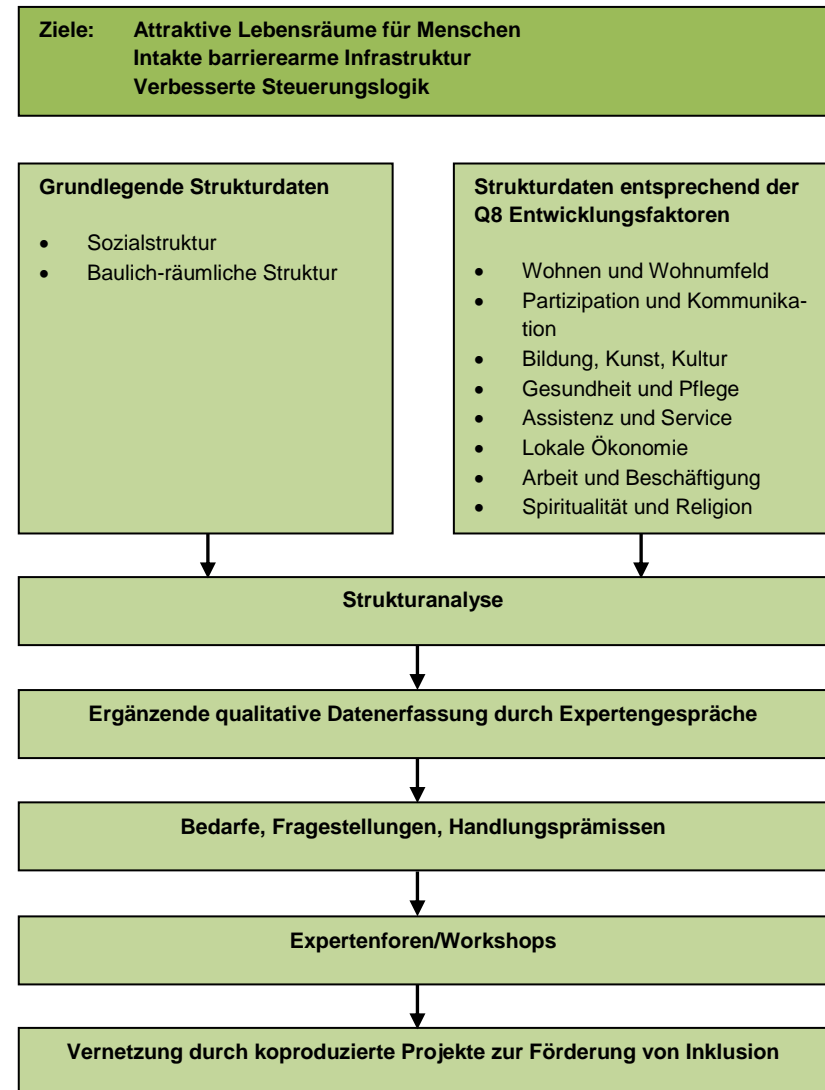 Ziele: Attraktive Lebensräume für Menschen
Intakte barrierearme Infrastruktur
Verbesserte Steuerungslogik
Grundlegende Strukturdaten
• Sozialstruktur
• Baulich-räumliche Struktur
Strukturdaten entsprechend der
Q8 Entwicklungsfaktoren
• Wohnen und Wohnumfeld
• Partizipation und Kommunika-
tion
• Bildung, Kunst, Kultur
• Gesundheit und Pflege
• Assistenz und Service
• Lokale Ökonomie
• Arbeit und Beschäftigung
• Spiritualität und Religion
Strukturanalyse
Ergänzende qualitative Datenerfassung durch Expertengespräche
Bedarfe, Fragestellungen, Handlungsprämissen
Expertenforen/Workshops
Vernetzung durch koproduzierte Projekte zur Förderung von Inklusion